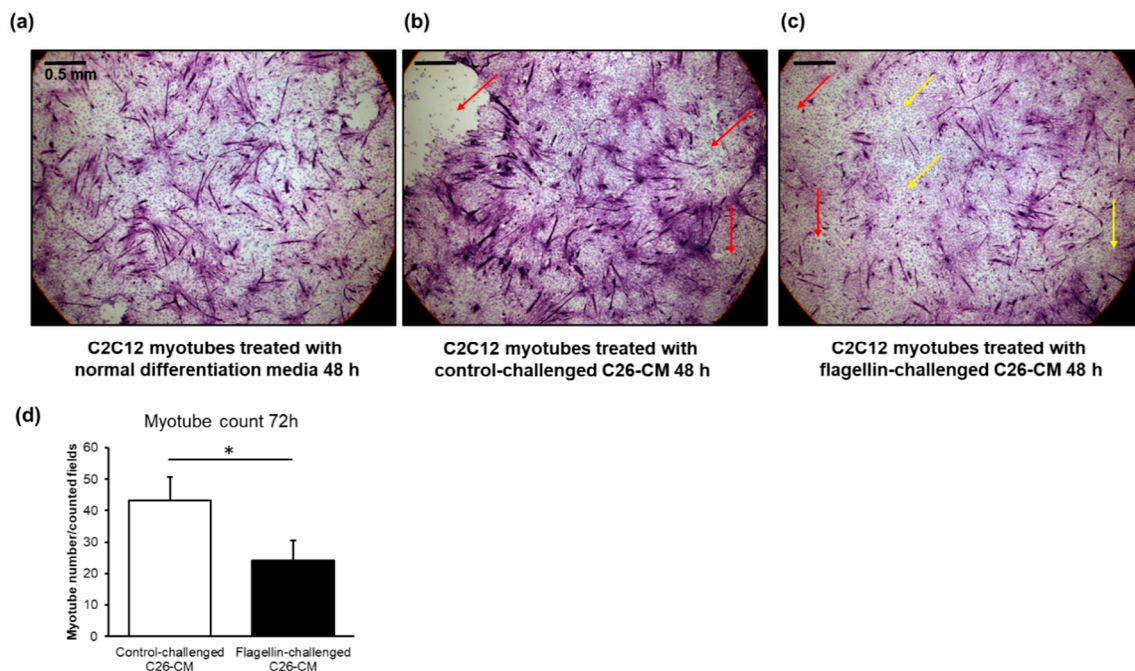 (a)
(b)
(c)
0.5 mm
C2C12 myotubes treated with
normal differentiation media 48 h
C2C12 myotubes treated with
control-challenged C26-CM 48 h
C2C12 myotubes treated with
flagellin-challenged C26-CM 48 h
(d)
Myotube count 72h
Myotube number/counted fields
60
50
40
30
20
10
0
*
Control-challenged
C26-CM
Flagellin-challenged
C26-CM